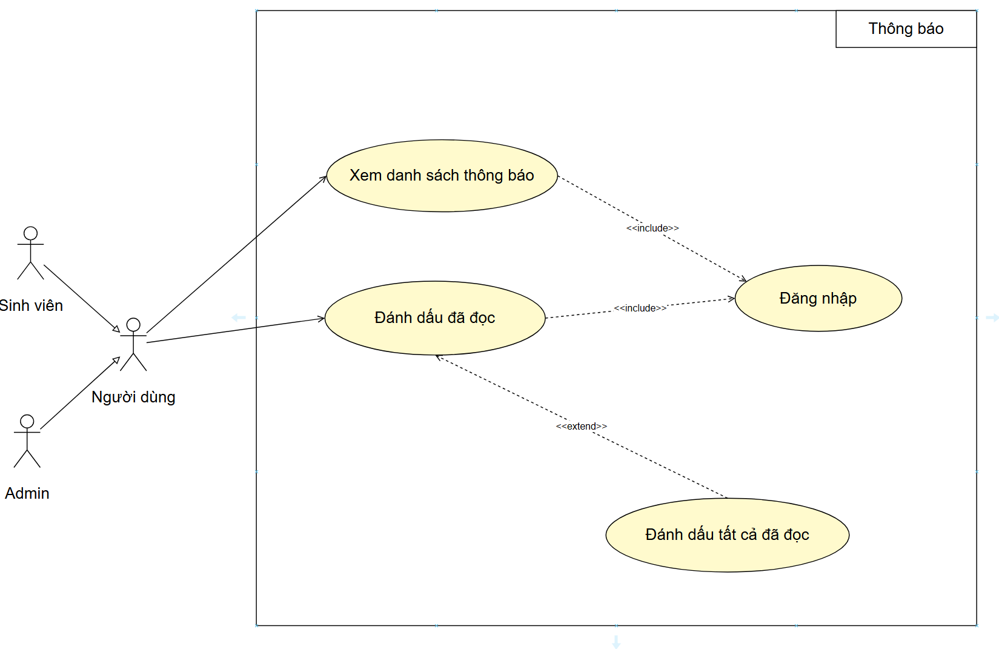 Thông báo
Xem danh sách thông báo
<<include>>
Sinh viên
Đăng nhập
<<include>>
Đánh dấu đã đọc
Người dùng
<<extend>>
Admin
Đánh dấu tất cả đã đọc